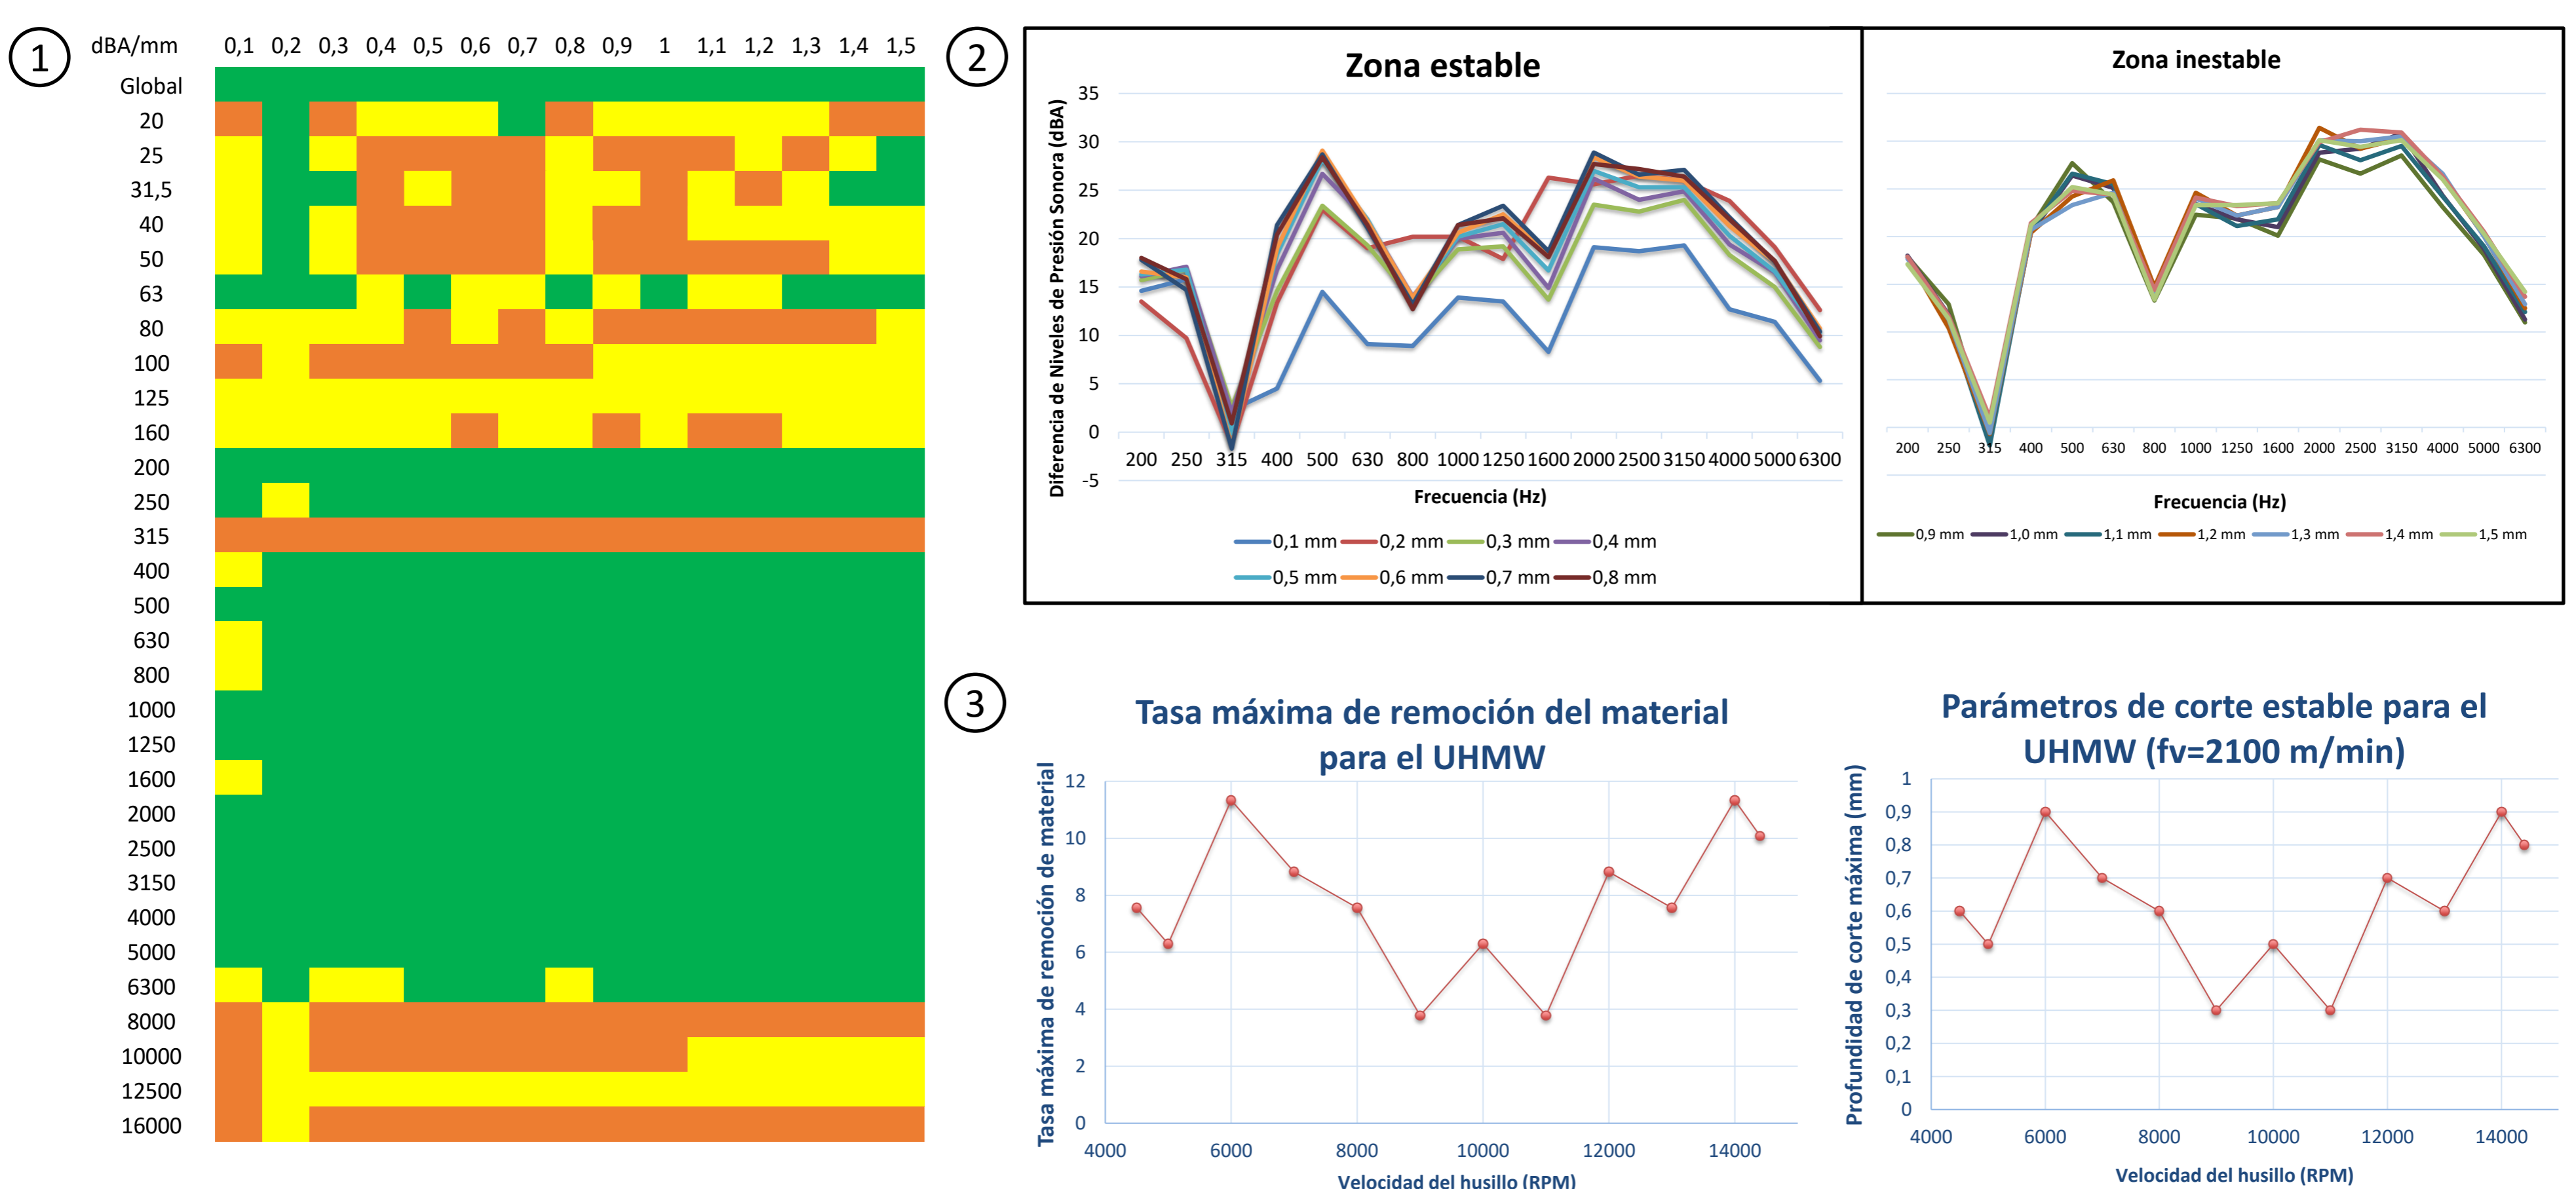 1
dBA/mm 0,1 0,2 0,3 0,4 0,5 0,6 0,7 0,8 0,9 1 1,1 1,2 1,3 1,4 1,5
Global
20
25
31,5
40
50
63
80
100
125
160
200
250
315
400
500
630
800
1000
1250
1600
2000
2500
3150
4000
5000
6300
8000
10000
12500
16000
2
Zona estable
Diferencia de Niveles de Presión Sonora (dBA)
35
30
25
20
15
10
5
0
-5
200 250 315 400 500 630 800 1000 1250 1600 2000 2500 3150 4000 5000 6300
Frecuencia (Hz)
0,1 mm 0,2 mm 0,3 mm 0,4 mm
0,5 mm 0,6 mm 0,7 mm 0,8 mm
Zona inestable
200 250 315 400 500 630 800 1000 1250 1600 2000 2500 3150 4000 5000 6300
Frecuencia (Hz)
0,9 mm 1,0 mm 1,1 mm 1,2 mm 1,3 mm 1,4 mm 1,5 mm
3
Tasa máxima de remoción del material
para el UHMW
Tasa máxima de remoción de material
12
10
8
6
4
2
0
4000 6000 8000 10000 12000 14000
Velocidad del husillo (RPM)
Parámetros de corte estable para el
UHMW (fv=2100 m/min)
Profundidad de corte máxima (mm)
1
0,9
0,8
0,7
0,6
0,5
0,4
0,3
0,2
0,1
0
4000 6000 8000 10000 12000 14000
Velocidad del husillo (RPM)